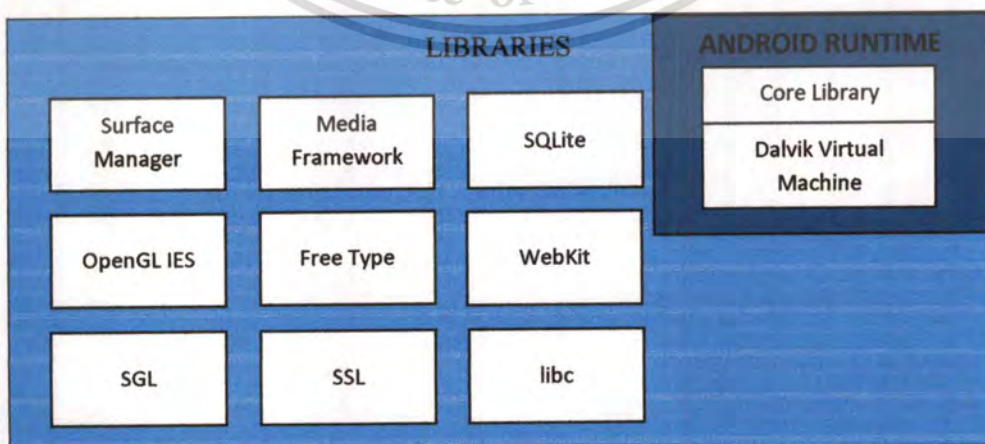 LIBRARIES
ANDROID RUNTIME
Surface
Manager
Media
Framework
SQLite
Core Library
Dalvik Virtual
Machine
OpenGL IES
Free Type
WebKit
SGL
SSL
libc